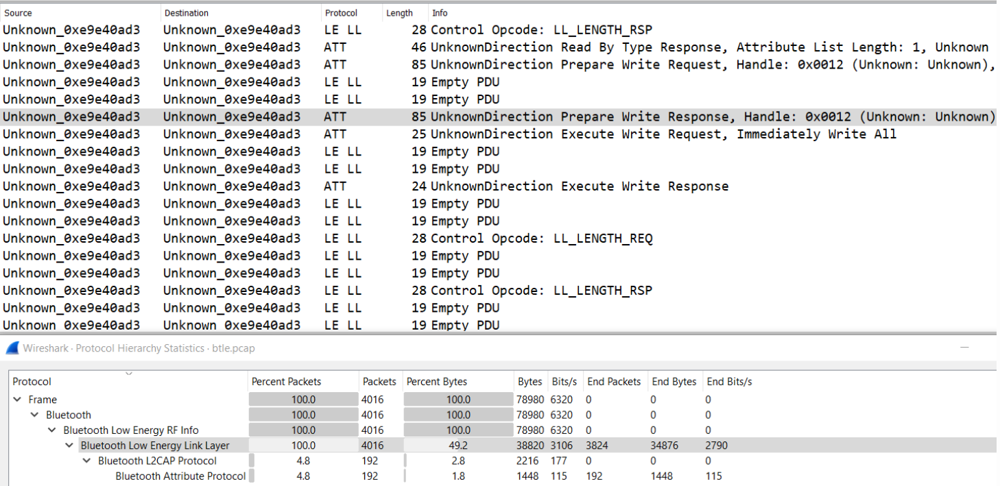 Source Destination Protocol Length Info
Unknown_0xe9e40ad3 Unknown_0xe9e40ad3 LE LL 28 Control Opcode: LL_LENGTH_RSP
Unknown_0xe9e40ad3 Unknown_0xe9e40ad3 ATT 46 UnknownDirection Read By Type Response, Attribute List Length: 1, Unknown
Unknown_0xe9e40ad3 Unknown_0xe9e40ad3 ATT 85 UnknownDirection Prepare Write Request, Handle: 0x0012 (Unknown: Unknown),
Unknown_0xe9e40ad3 Unknown_0xe9e40ad3 LE LL 19 Empty PDU
Unknown_0xe9e40ad3 Unknown_0xe9e40ad3 LE LL 19 Empty PDU
Unknown_0xe9e40ad3 Unknown_0xe9e40ad3 ATT 85 UnknownDirection Prepare Write Response, Handle: 0x0012 (Unknown: Unknown)
Unknown_0xe9e40ad3 Unknown_0xe9e40ad3 ATT 25 UnknownDirection Execute Write Request, Immediately Write All
Unknown_0xe9e40ad3 Unknown_0xe9e40ad3 LE LL 19 Empty PDU
Unknown_0xe9e40ad3 Unknown_0xe9e40ad3 LE LL 19 Empty PDU
Unknown_0xe9e40ad3 Unknown_0xe9e40ad3 ATT 24 UnknownDirection Execute Write Response
Unknown_0xe9e40ad3 Unknown_0xe9e40ad3 LE LL 19 Empty PDU
Unknown_0xe9e40ad3 Unknown_0xe9e40ad3 LE LL 19 Empty PDU
Unknown_0xe9e40ad3 Unknown_0xe9e40ad3 LE LL 28 Control Opcode: LL_LENGTH_REQ
Unknown_0xe9e40ad3 Unknown_0xe9e40ad3 LE LL 19 Empty PDU
Unknown_0xe9e40ad3 Unknown_0xe9e40ad3 LE LL 19 Empty PDU
Unknown_0xe9e40ad3 Unknown_0xe9e40ad3 LE LL 28 Control Opcode: LL_LENGTH_RSP
Unknown_0xe9e40ad3 Unknown_0xe9e40ad3 LE LL 19 Empty PDU
Unknown_0xe9e40ad3 Unknown_0xe9e40ad3 LE LL 19 Empty PDU
Wireshark · Protocol Hierarchy Statistics · btle.pcap
Protocol Percent Packets Packets Percent Bytes Bytes Bits/s End Packets End Bytes End Bits/s
Frame 100.0 4016 100.0 78980 6320 0 0 0
Bluetooth 100.0 4016 100.0 78980 6320 0 0 0
Bluetooth Low Energy RF Info 100.0 4016 100.0 78980 6320 0 0 0
Bluetooth Low Energy Link Layer 100.0 4016 49.2 38820 3106 3824 34876 2790
Bluetooth L2CAP Protocol 4.8 192 2.8 2216 177 0 0 0
Bluetooth Attribute Protocol 4.8 192 1.8 1448 115 192 1448 115